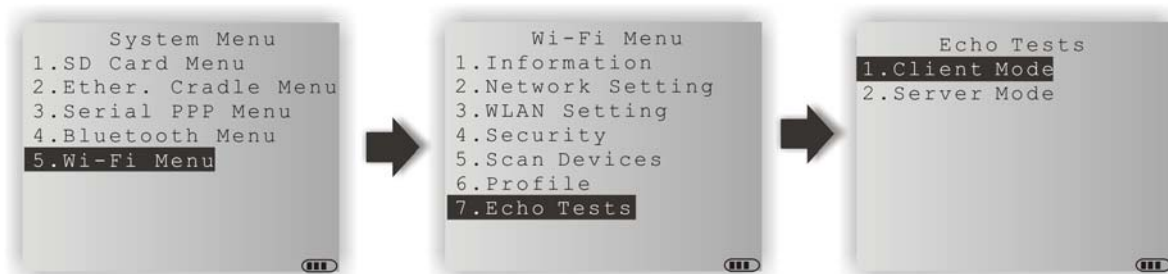 System Menu
1.SD Card Menu
2.Ether. Cradle Menu
3.Serial PPP Menu
4.Bluetooth Menu
5.Wi-Fi Menu
Wi-Fi Menu
1.Information
2.Network Setting
3.WLAN Setting
4.Security
5.Scan Devices
6.Profile
7.Echo Tests
Echo Tests
1.Client Mode
2.Server Mode